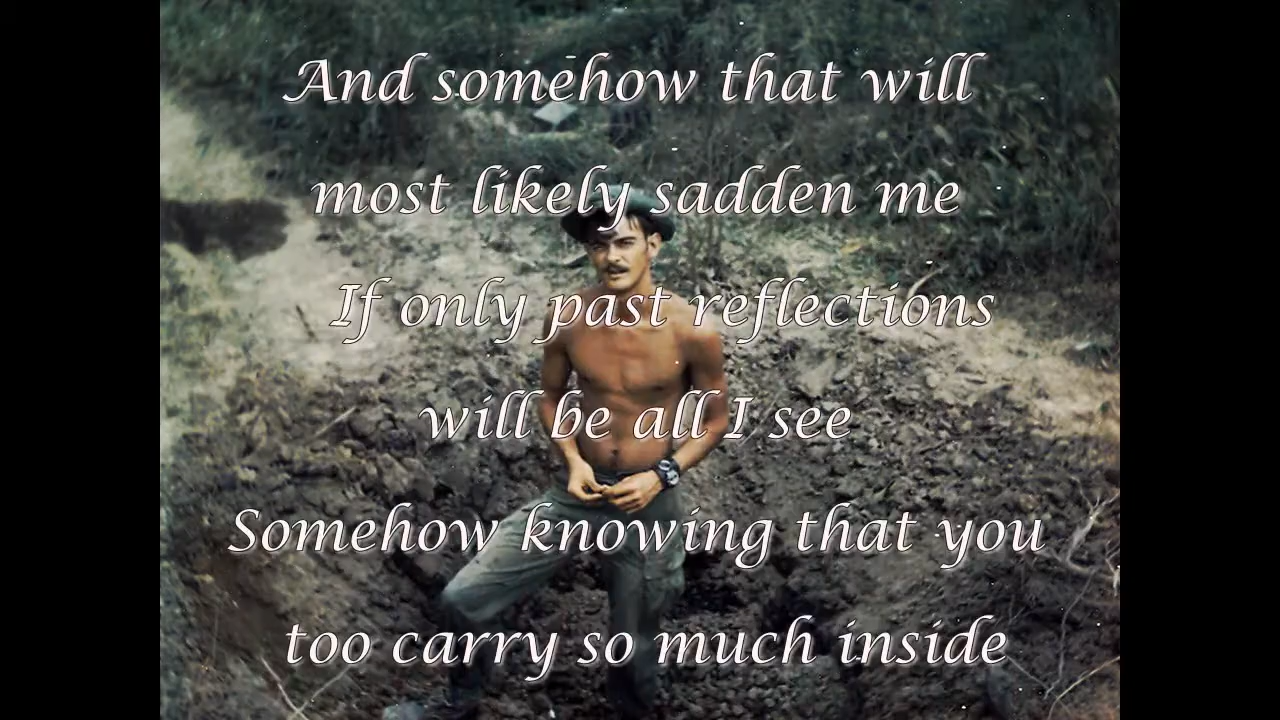 And somehow that will
most likely sadden me
If only past reflections
will be all I see
Somehow knowing that you
too carry so much inside